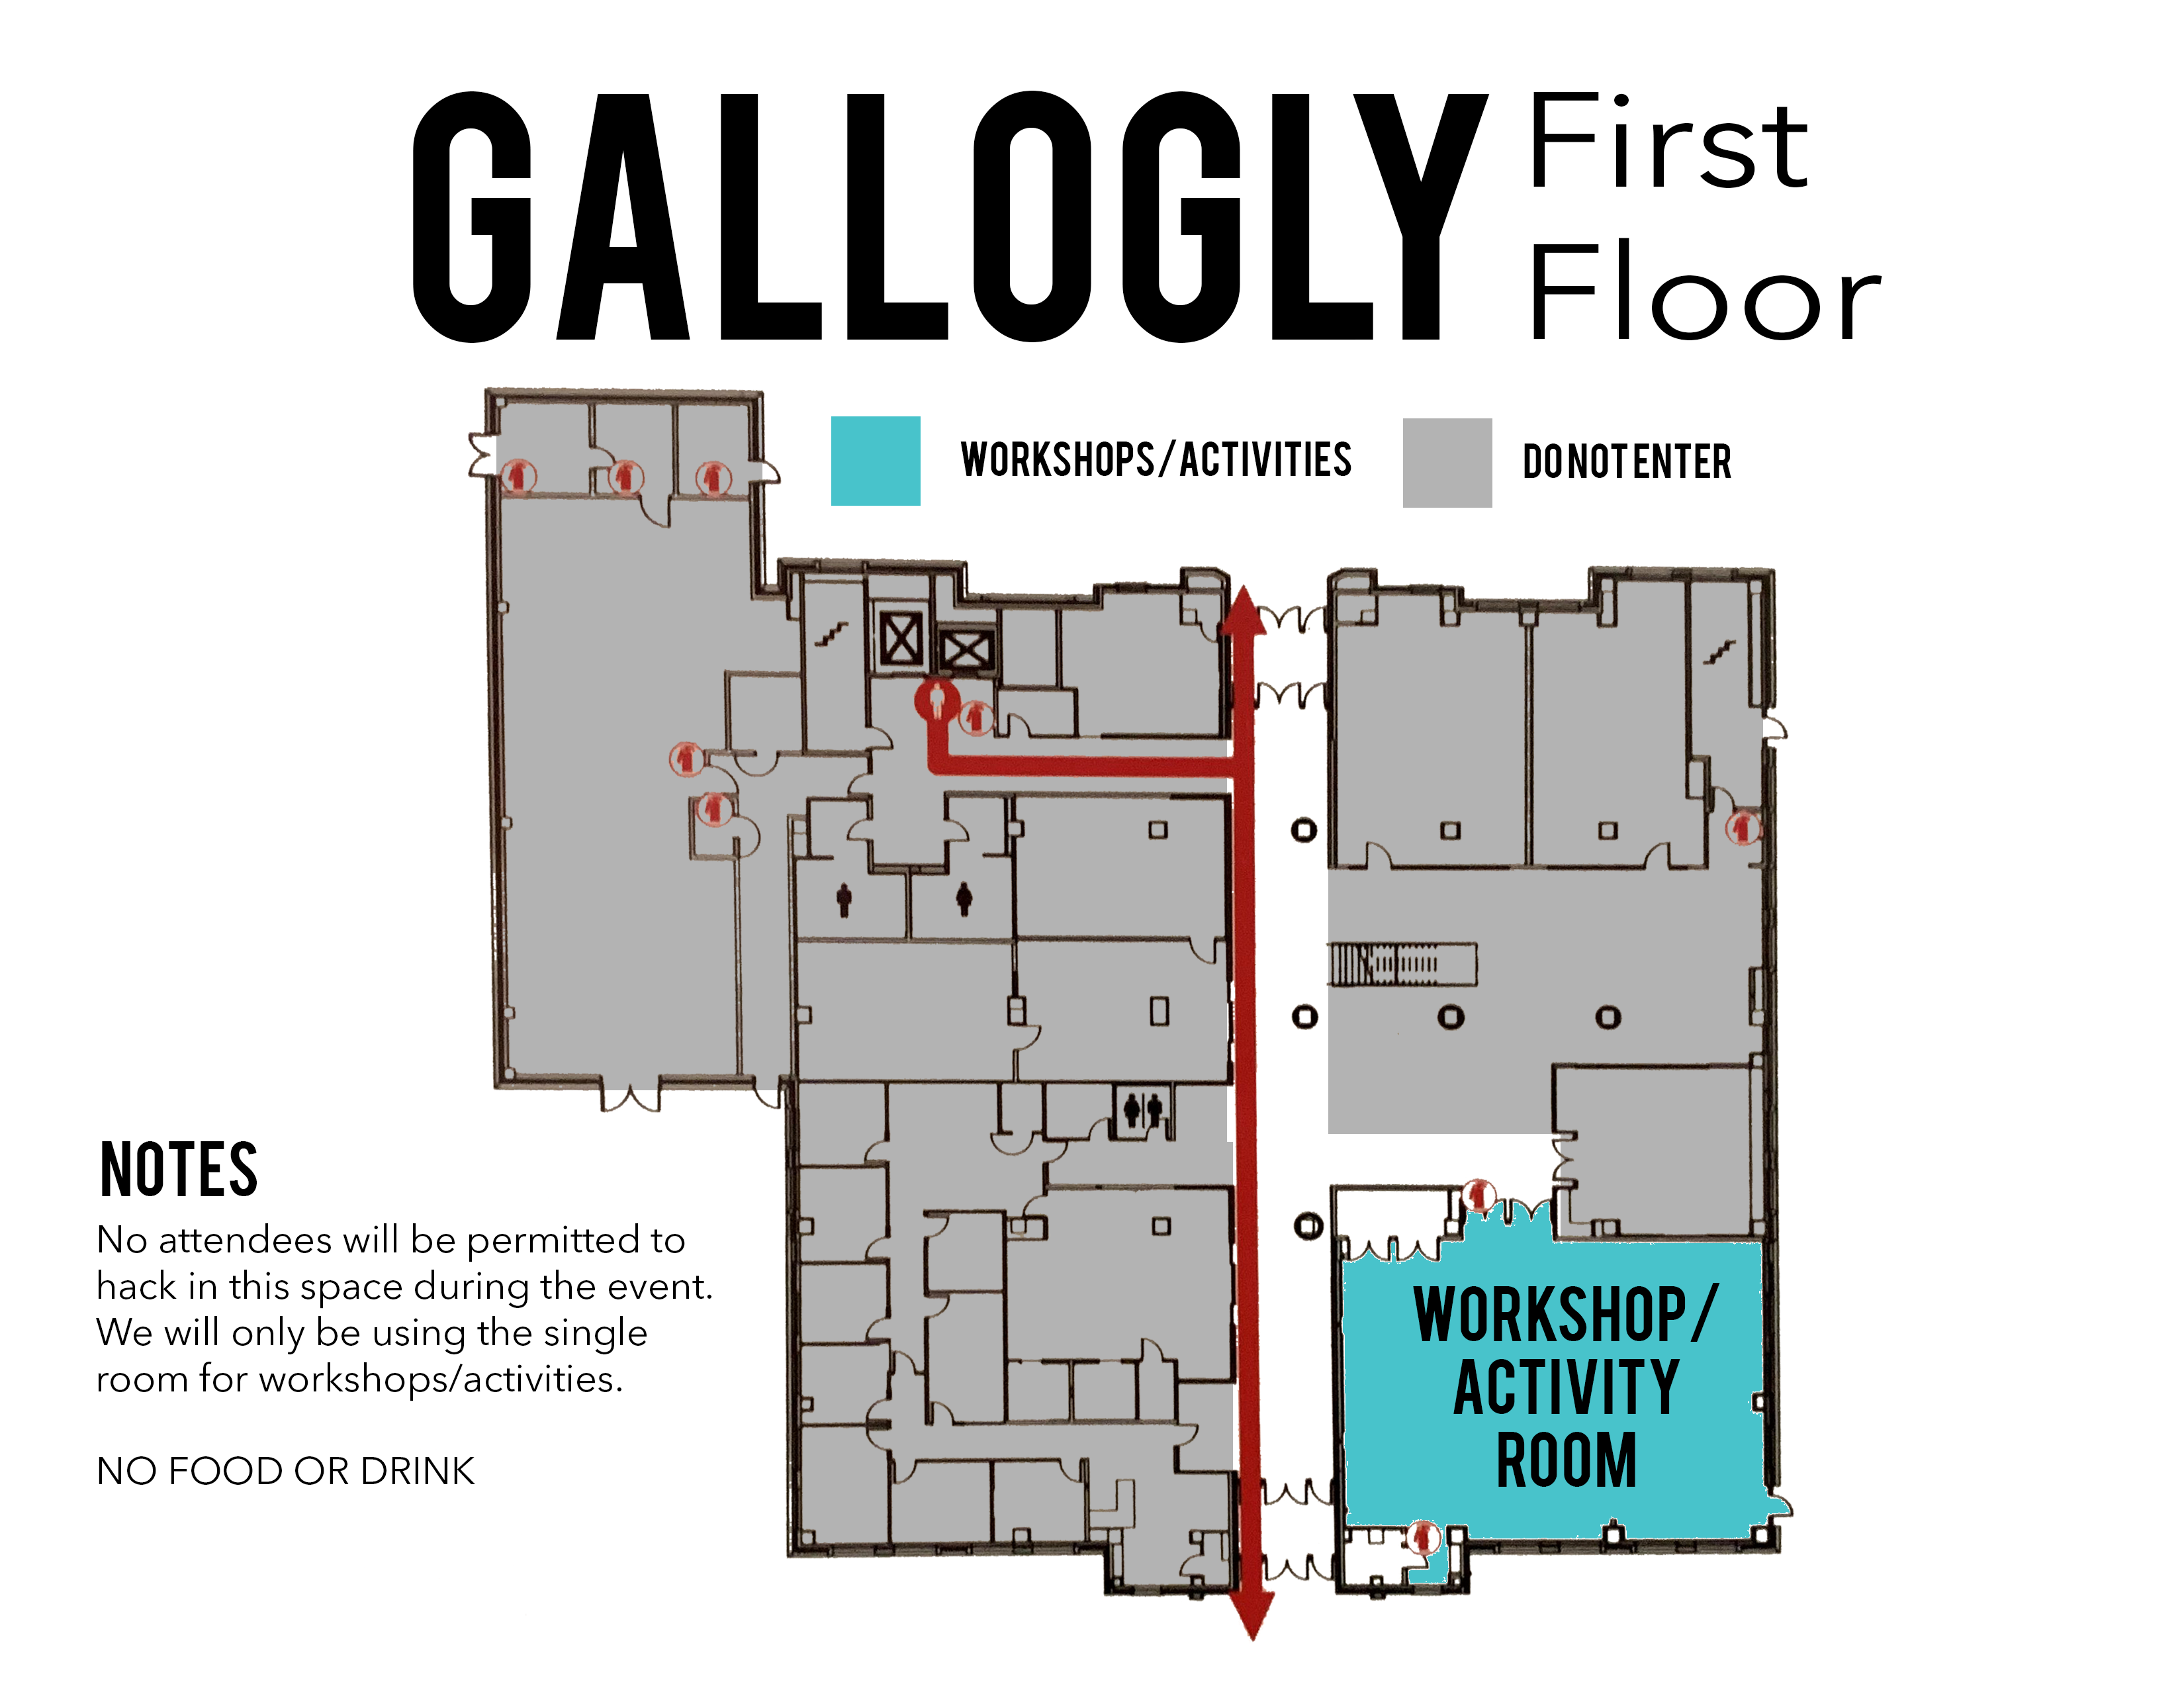 GALLOGLY First
Floor
WORKSHOPS/ACTIVITIES
DO NOT ENTER
NOTES
No attendees will be permitted to
hack in this space during the event.
We will only be using the single
room for workshops/activities.
NO FOOD OR DRINK
WORKSHOP/
ACTIVITY
ROOM